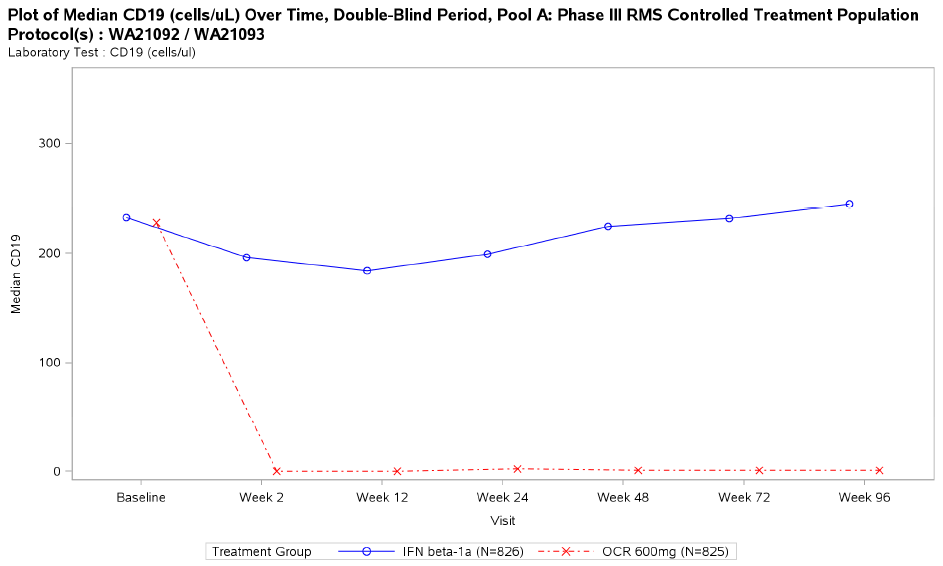 Plot of Median CD19 (cells/uL) Over Time, Double-Blind Period, Pool A: Phase III RMS Controlled Treatment Population
Protocol(s) : WA21092 / WA21093
Laboratory Test : CD19 (cells/ul)
300
200
100
0
Median CD19
Baseline Week 2 Week 12 Week 24 Week 48 Week 72 Week 96
Visit
Treatment Group IFN beta-1a (N=826) OCR 600mg (N=825)